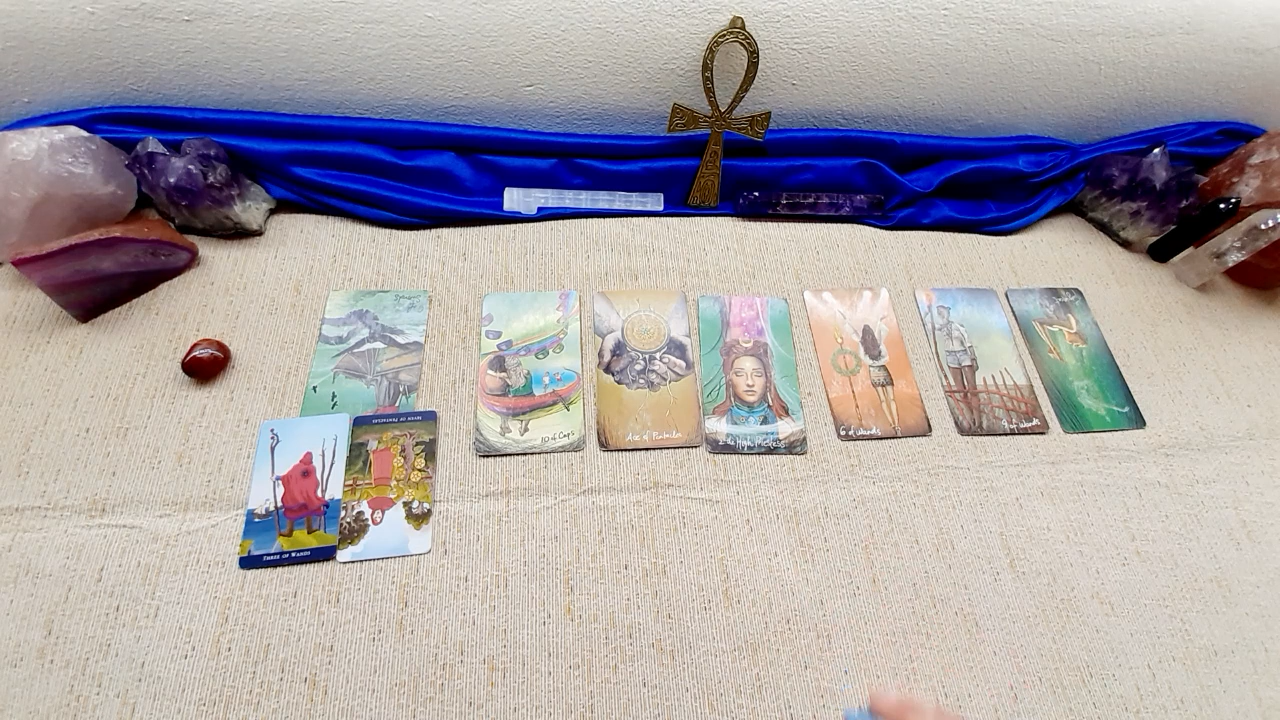 10 of Cups
Ace of Pentacles
The High Priestess
6 of Wands
9 of Wands
THREE OF WANDS
SEVEN OF PENTACLES